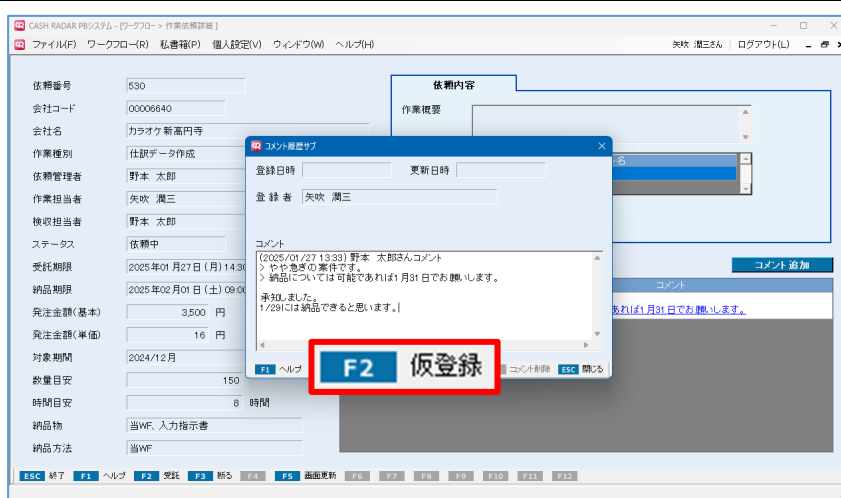 CASH RADAR PBシステム - [ワークフロー > 作業依頼詳細 ]
ファイル(F) ワークフロー(R) 私書箱(P) 個人設定(V) ウィンドウ(W) ヘルプ(H) 矢吹 潤三さん ログアウト(L)
依頼番号 530
会社コード 00006640
会社名 カラオケ新高円寺
作業種別 仕訳データ作成
依頼管理者 野本 太郎
作業担当者 矢吹 潤三
検収担当者 野本 太郎
ステータス 依頼中
受託期限 2025年01月27日(月)14:30
納品期限 2025年02月01日(土)09:00
発注金額(基本) 3,500 円
発注金額(単価) 16 円
対象期間 2024/12月
数量目安 150
時間目安 8 時間
納品物 当WF、入力指示書
納品方法 当WF
依頼内容
作業概要
名
コメント追加
コメント
あれば1月31日でお願いします。
コメント履歴サブ
登録日時 更新日時
登録者 矢吹 潤三
コメント
(2025/01/27 13:33) 野本 太郎さんコメント
> やや急ぎの案件です。
> 納品については可能であれば1月31日でお願いします。
承知しました。
1/29には納品できると思います。
F1 ヘルプ F2 仮登録 コメント削除 ESC 閉じる
ESC 終了 F1 ヘルプ F2 受託 F3 断る F4 F5 画面更新 F6 F7 F8 F9 F10 F11 F12